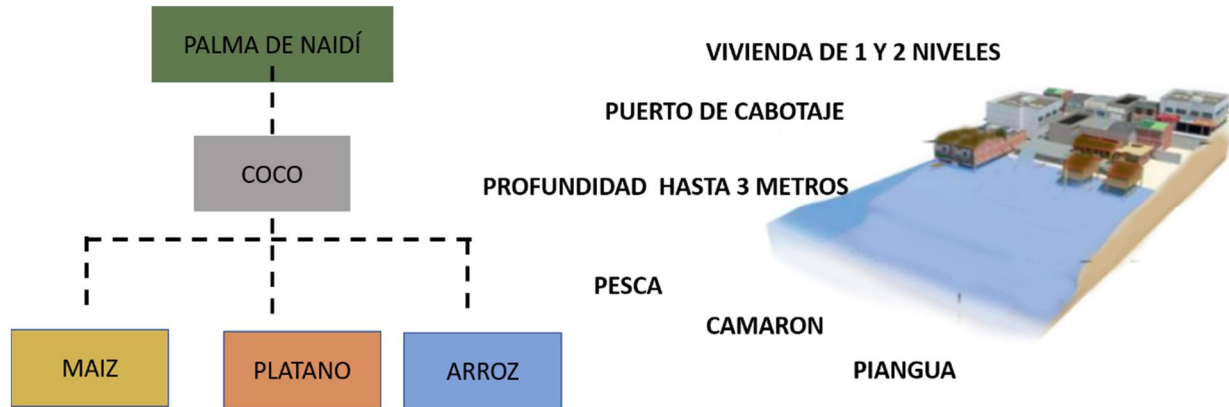 PALMA DE NAIDÍ
COCO
MAIZ
PLATANO
ARROZ
VIVIENDA DE 1 Y 2 NIVELES
PUERTO DE CABOTAJE
PROFUNDIDAD HASTA 3 METROS
PESCA
CAMARON
PIANGUA